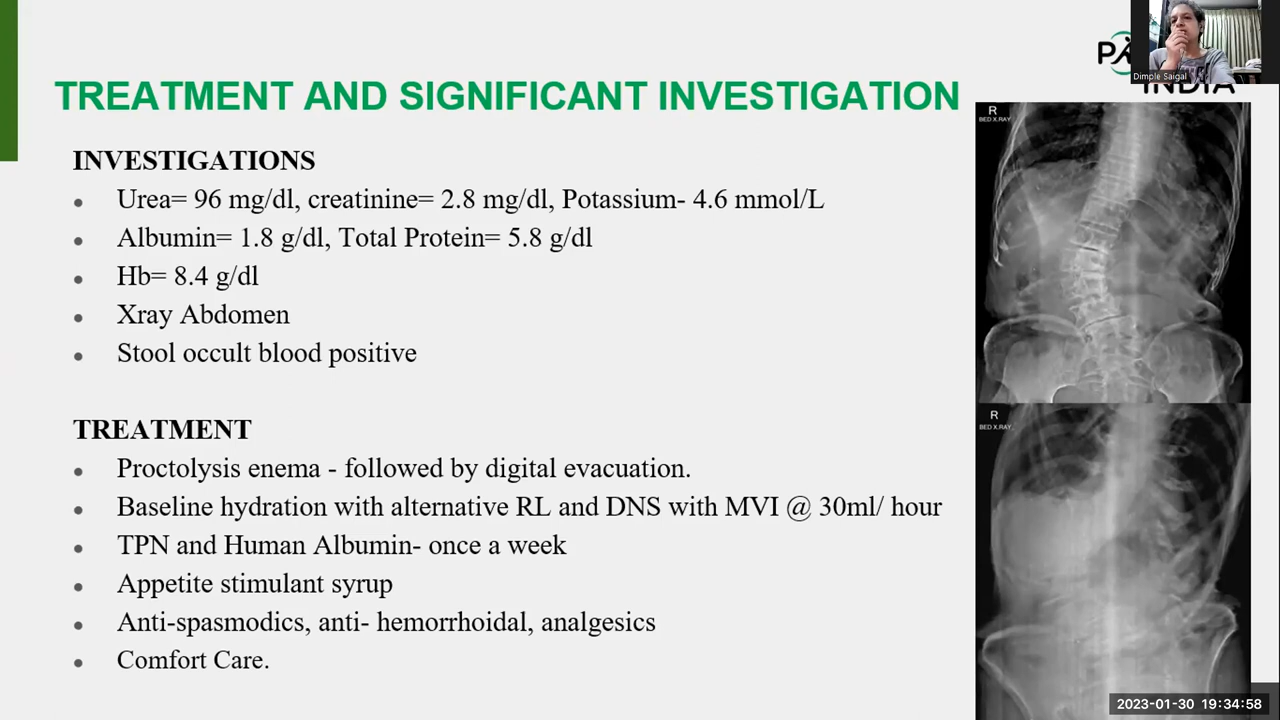 TREATMENT AND SIGNIFICANT INVESTIGATION
INVESTIGATIONS
• Urea= 96 mg/dl, creatinine= 2.8 mg/dl, Potassium- 4.6 mmol/L
• Albumin= 1.8 g/dl, Total Protein= 5.8 g/dl
• Hb= 8.4 g/dl
• Xray Abdomen
• Stool occult blood positive
TREATMENT
• Proctolysis enema - followed by digital evacuation.
• Baseline hydration with alternative RL and DNS with MVI @ 30ml/ hour
• TPN and Human Albumin- once a week
• Appetite stimulant syrup
• Anti-spasmodics, anti- hemorrhoidal, analgesics
• Comfort Care.
Dimple Saigal
INDIA
R
BED X.RAY
R
BED X.RAY.
2023-01-30 19:34:58